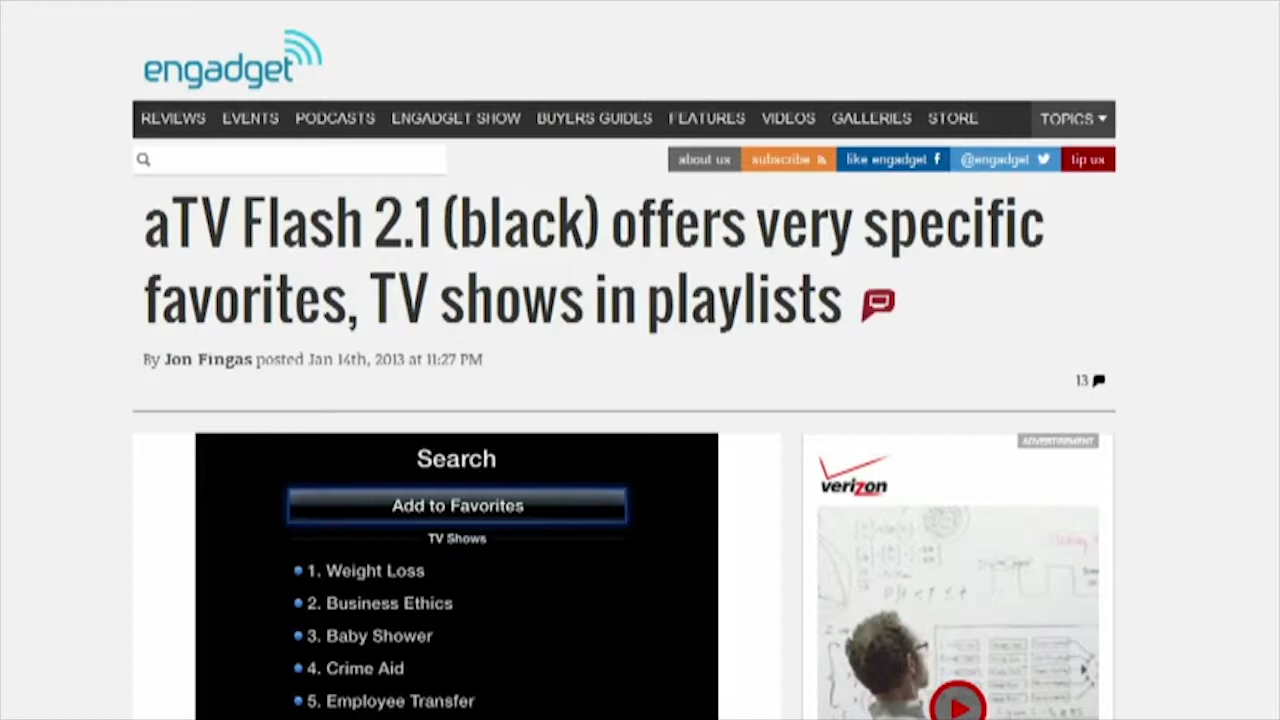 engadget
REVIEWS EVENTS PODCASTS ENGADGET SHOW BUYERS GUIDES FEATURES VIDEOS GALLERIES STORE TOPICS
about us subscribe like engadget f @engadget tip us
aTV Flash 2.1 (black) offers very specific
favorites, TV shows in playlists
By Jon Fingas posted Jan 14th, 2013 at 11:27 PM
13
Search
Add to Favorites
TV Shows
1. Weight Loss
2. Business Ethics
3. Baby Shower
4. Crime Aid
5. Employee Transfer
ADVERTISEMENT
verizon